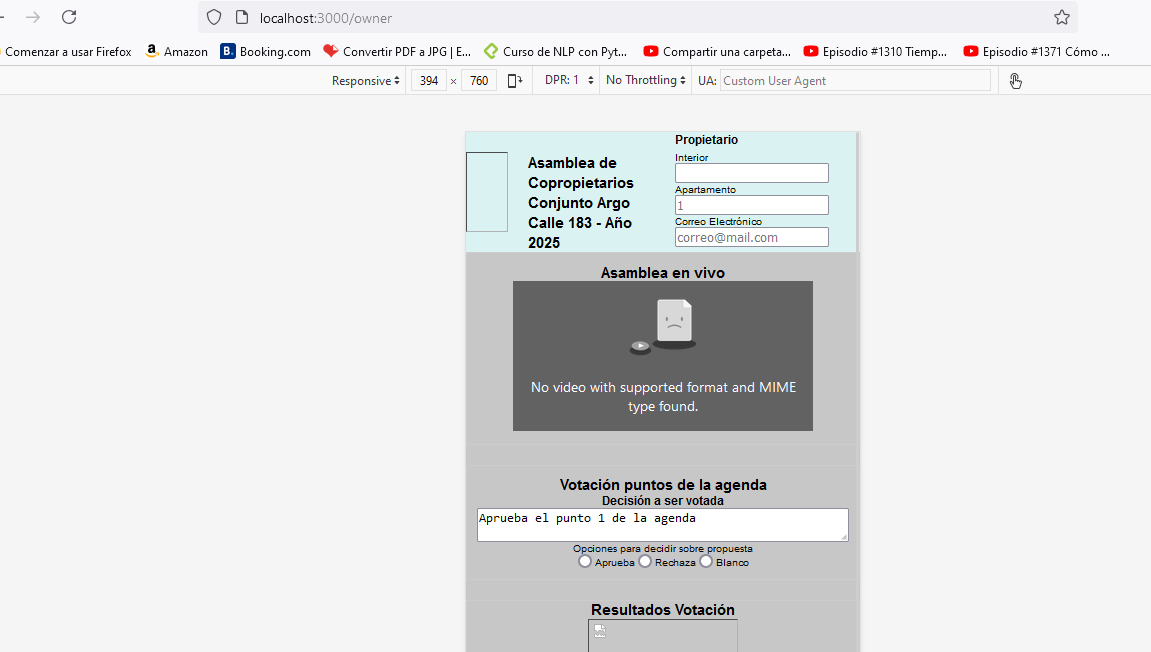 localhost:3000/owner
Comenzar a usar Firefox
Amazon
Booking.com
Convertir PDF a JPG | E...
Curso de NLP con Pyt...
Compartir una carpeta...
Episodio #1310 Tiemp...
Episodio #1371 Cómo ...
Responsive
394 × 760
DPR: 1
No Throttling
UA: Custom User Agent
Asamblea de
Copropietarios
Conjunto Argo
Calle 183 - Año
2025
Propietario
Interior
Apartamento
1
Correo Electrónico
correo@mail.com
Asamblea en vivo
No video with supported format and MIME
type found.
Votación puntos de la agenda
Decisión a ser votada
Aprueba el punto 1 de la agenda
Opciones para decidir sobre propuesta
Aprueba Rechaza Blanco
Resultados Votación